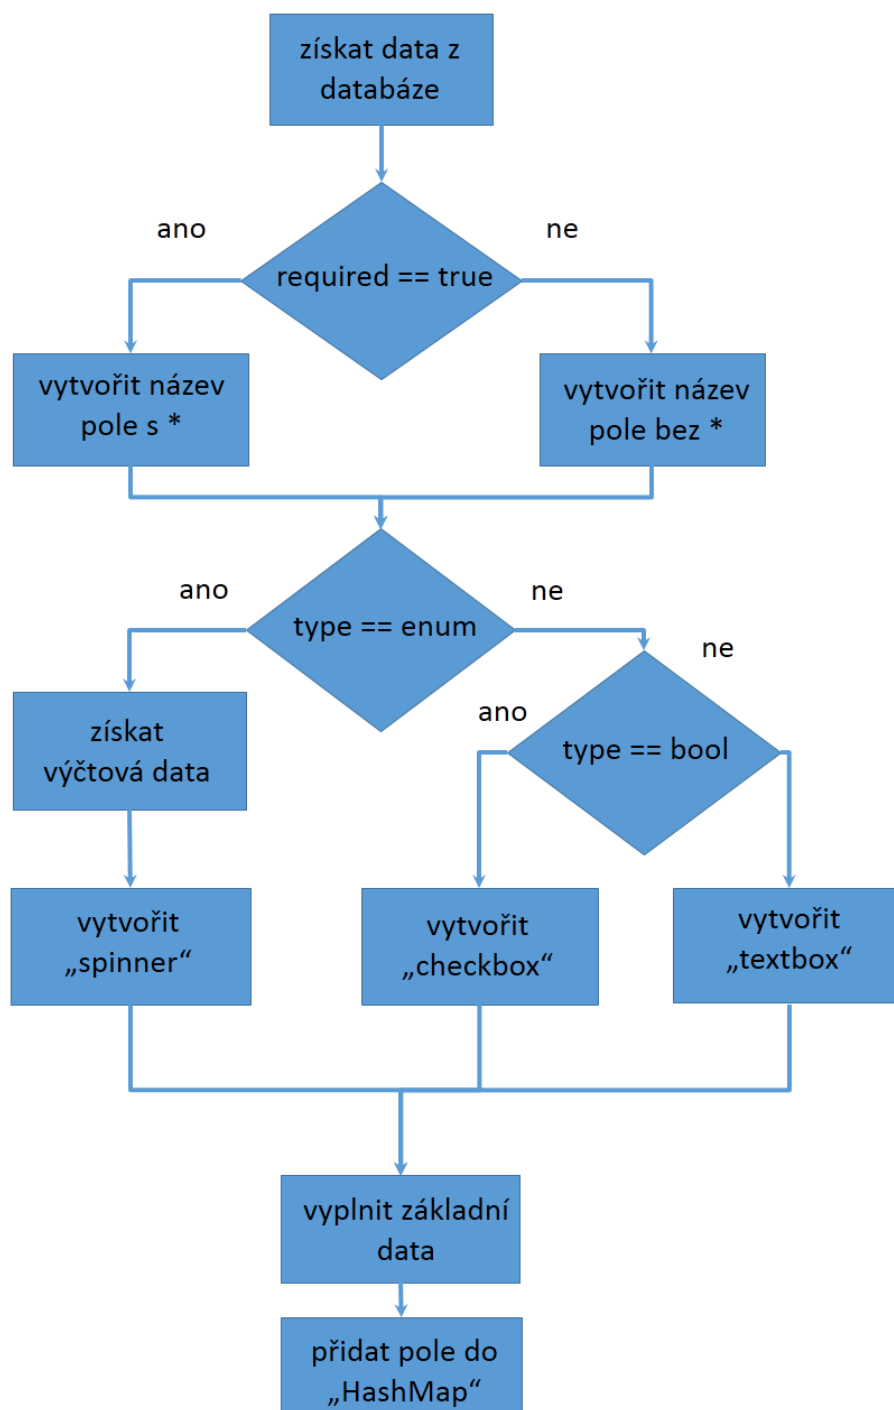 získat data z
databáze
ano
ne
required == true
vytvořit název
pole s *
vytvořit název
pole bez *
ano
ne
type == enum
ne
ano
type == bool
získat
výčtová data
vytvořit
„spinner“
vytvořit
„checkbox“
vytvořit
„textbox“
vyplnit základní
data
přidat pole do
„HashMap“